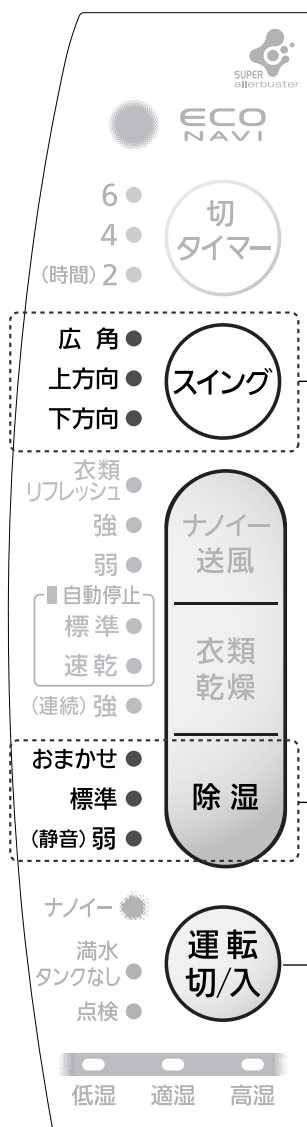 SUPER
allerbuster
ECO
NAVI
6
4
(時間) 2
切
タイマー
広 角
上方向
下方向
スイング
衣類
リフレッシュ
強
弱
ナノイー
送風
自動停止
標 準
速 乾
(連続) 強
衣類
乾燥
おまかせ
標準
(静音) 弱
除 湿
ナノイー
満水
タンクなし
点検
運 転
切/入
低湿
適湿
高湿